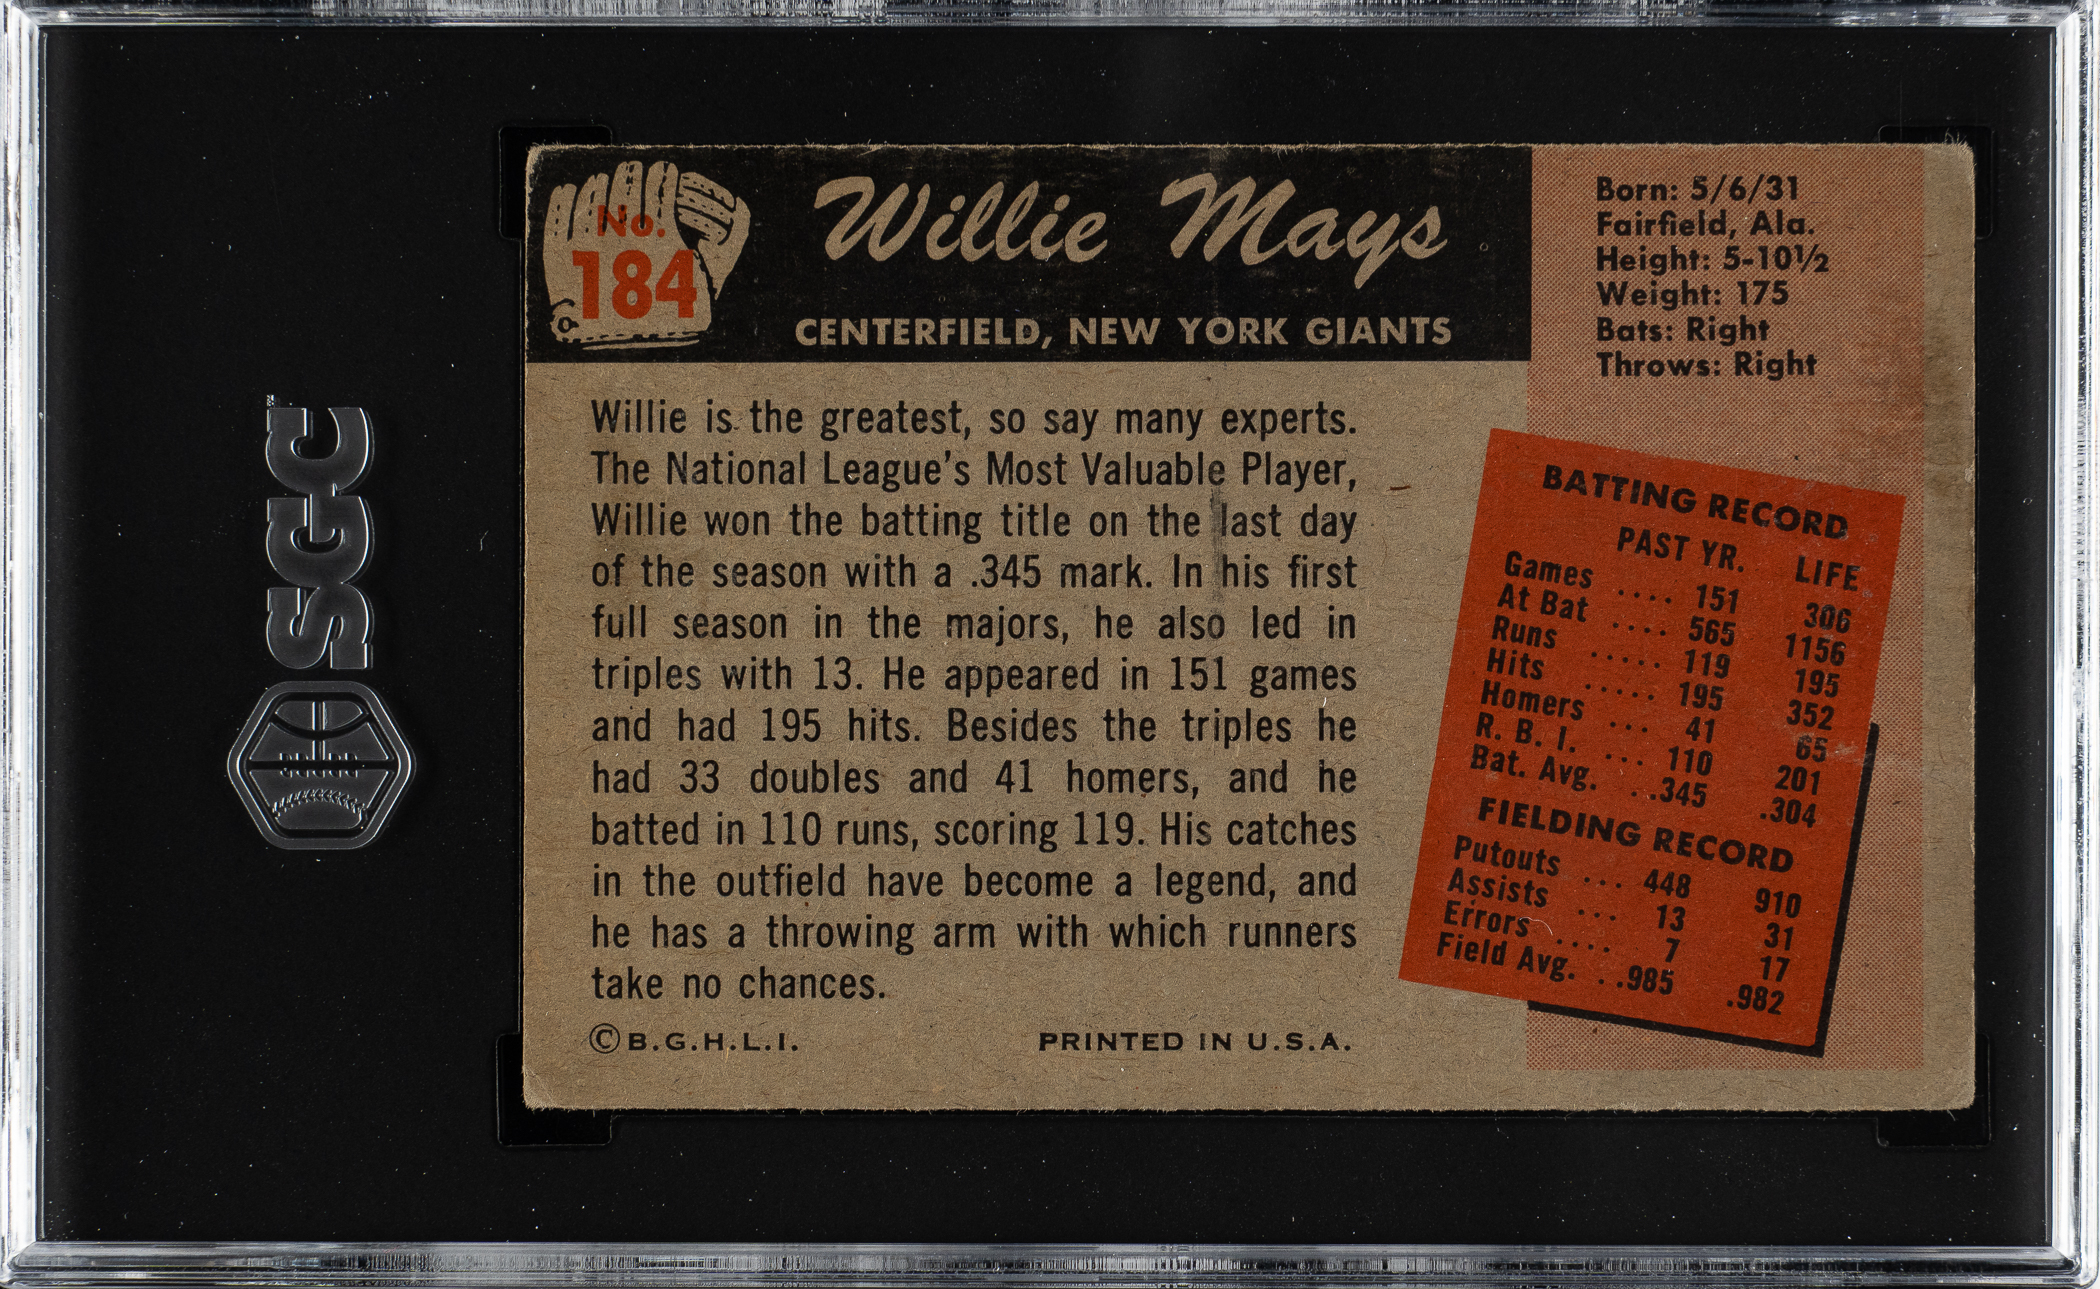 SGC
No.
184
Willie Mays
CENTERFIELD, NEW YORK GIANTS
Born: 5/6/31
Fairfield, Ala.
Height: 5-10½
Weight: 175
Bats: Right
Throws: Right
Willie is the greatest, so say many experts.
The National League's Most Valuable Player,
Willie won the batting title on the last day
of the season with a .345 mark. In his first
full season in the majors, he also led in
triples with 13. He appeared in 151 games
and had 195 hits. Besides the triples he
had 33 doubles and 41 homers, and he
batted in 110 runs, scoring 119. His catches
in the outfield have become a legend, and
he has a throwing arm with which runners
take no chances.
©B.G.H.L.I. PRINTED IN U.S.A.
BATTING RECORD
PAST YR. LIFE
Games .... 151 306
At Bat .... 565 1156
Runs ..... 119 195
Hits ..... 195 352
Homers ... 41 65
R. B. I. ... 110 201
Bat. Avg. . .345 .304
FIELDING RECORD
Putouts ... 448 910
Assists ... 13 31
Errors .... 7 17
Field Avg. . .985 .982